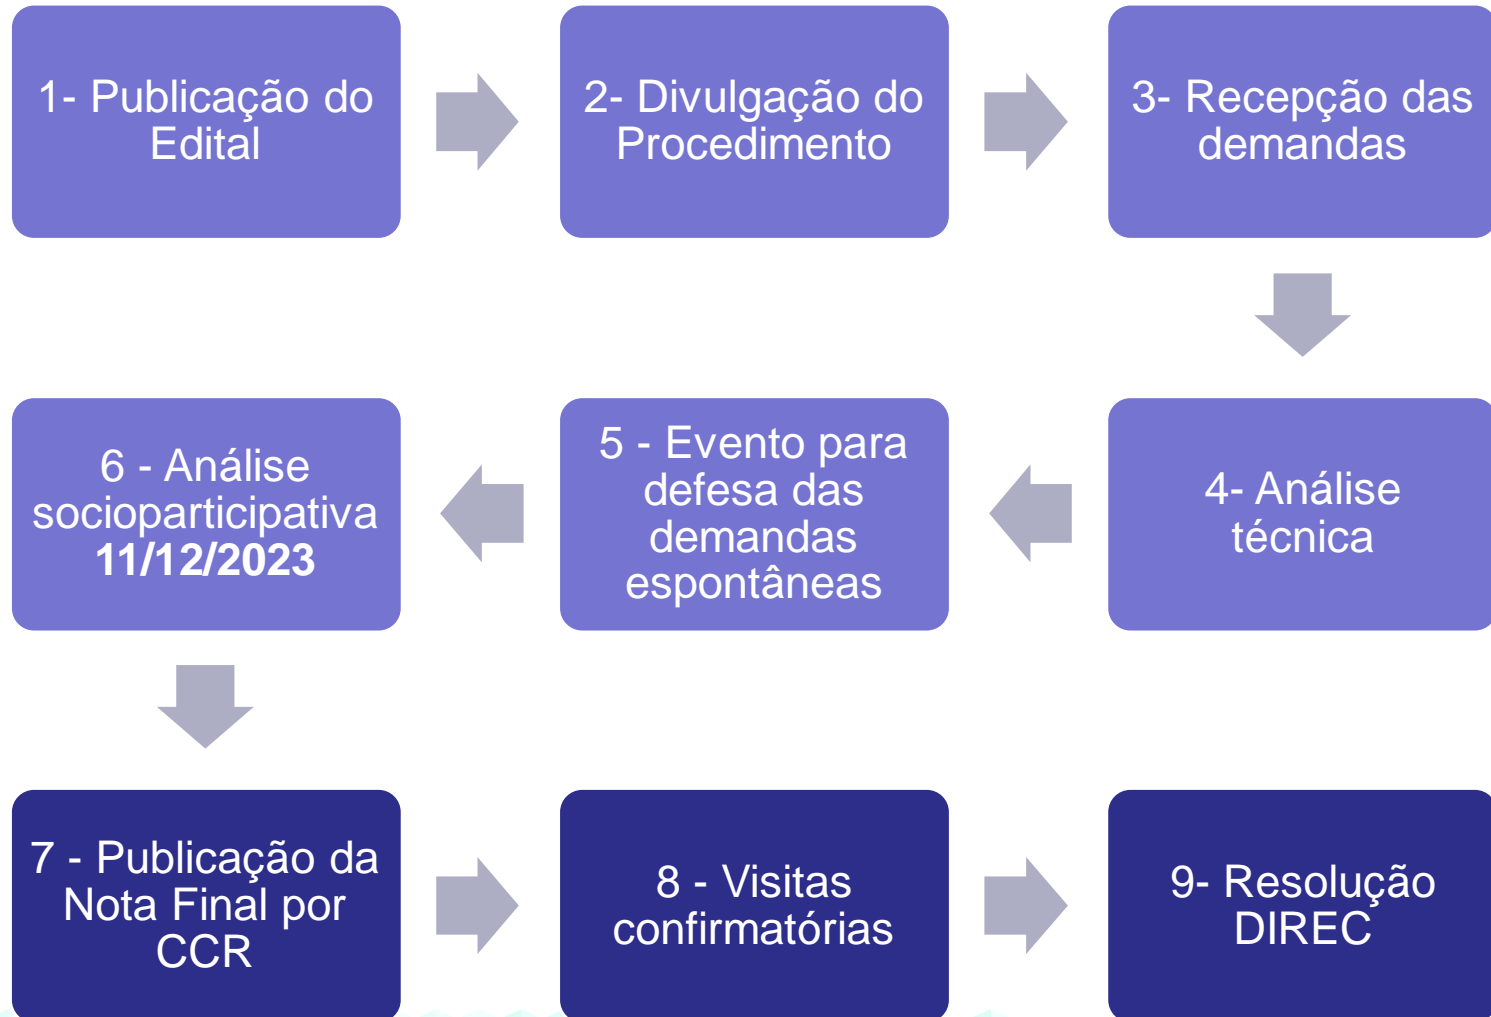 1- Publicação do
Edital
2- Divulgação do
Procedimento
3- Recepção das
demandas
4- Análise
técnica
5 - Evento para
defesa das
demandas
espontâneas
6 - Análise
socioparticipativa
11/12/2023
7 - Publicação da
Nota Final por
CCR
8 - Visitas
confirmatórias
9- Resolução
DIREC